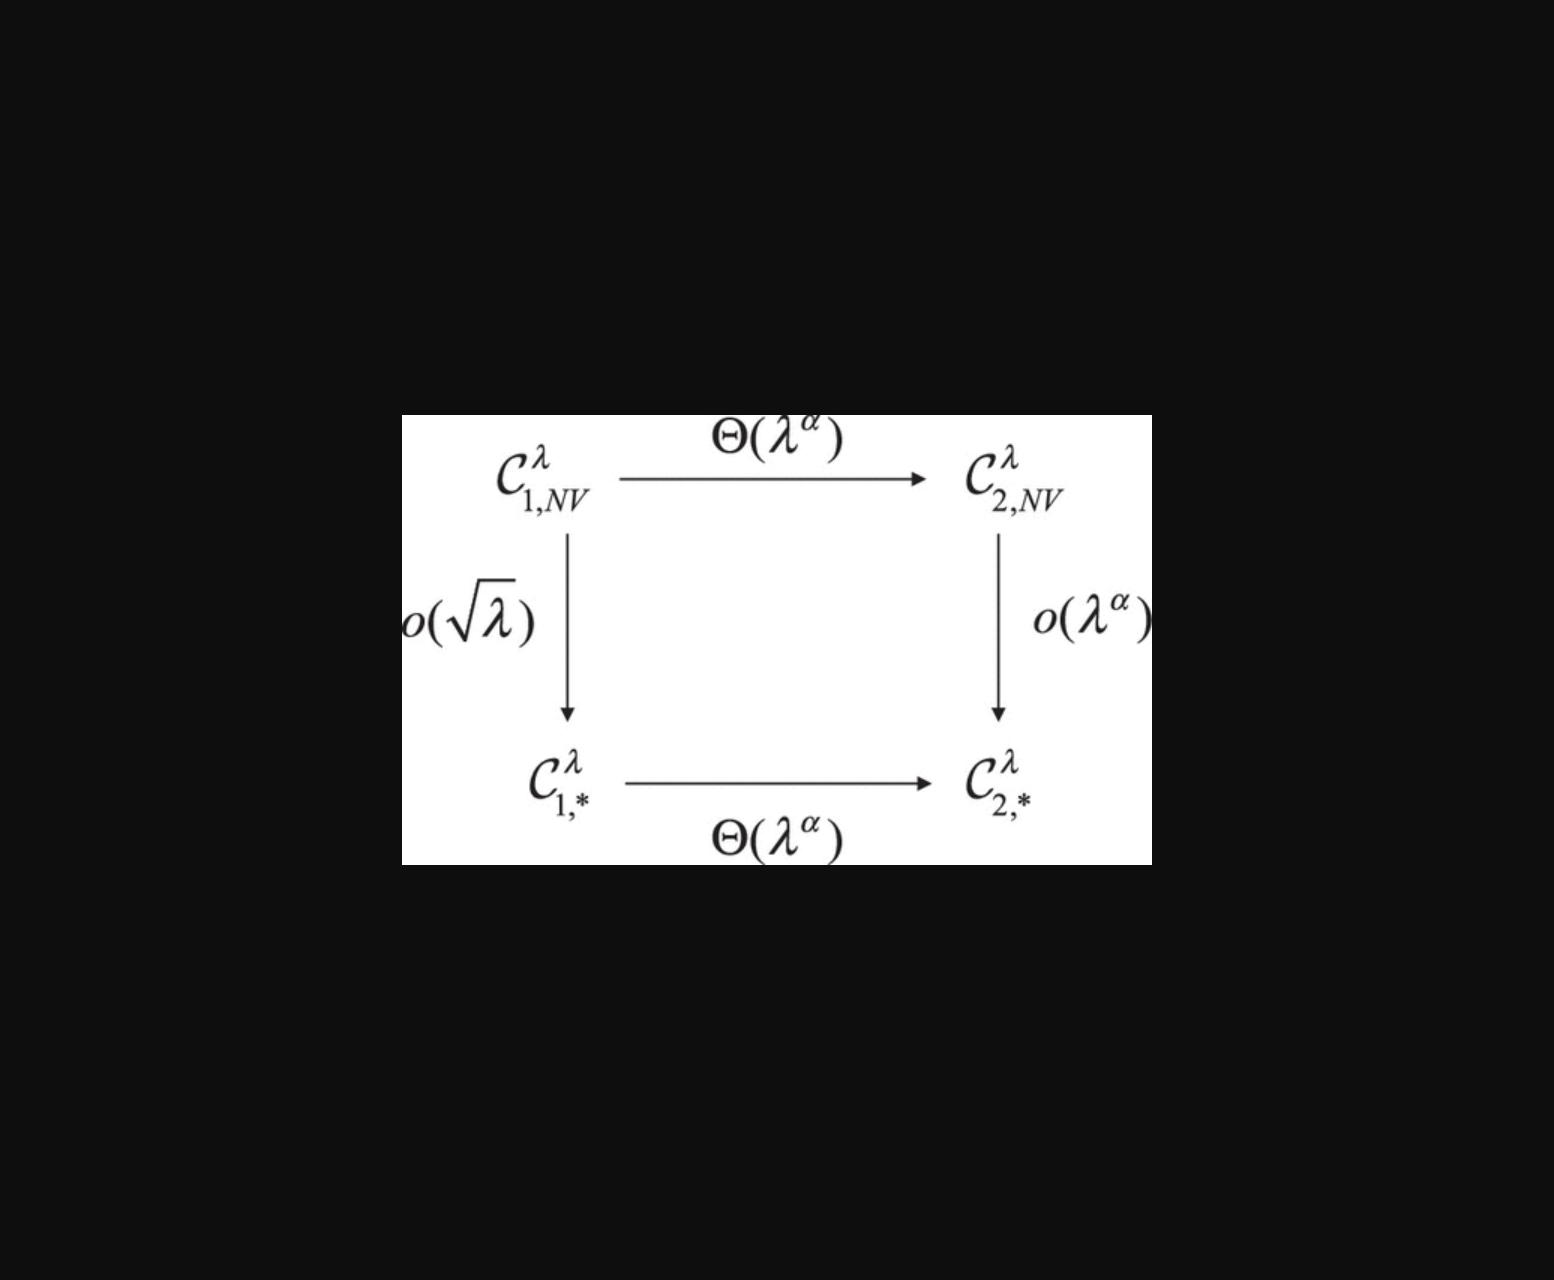 Θ(λ^α)
𝒞^λ_{1,NV} 𝒞^λ_{2,NV}
o(√λ) o(λ^α)
𝒞^λ_{1,*} 𝒞^λ_{2,*}
Θ(λ^α)